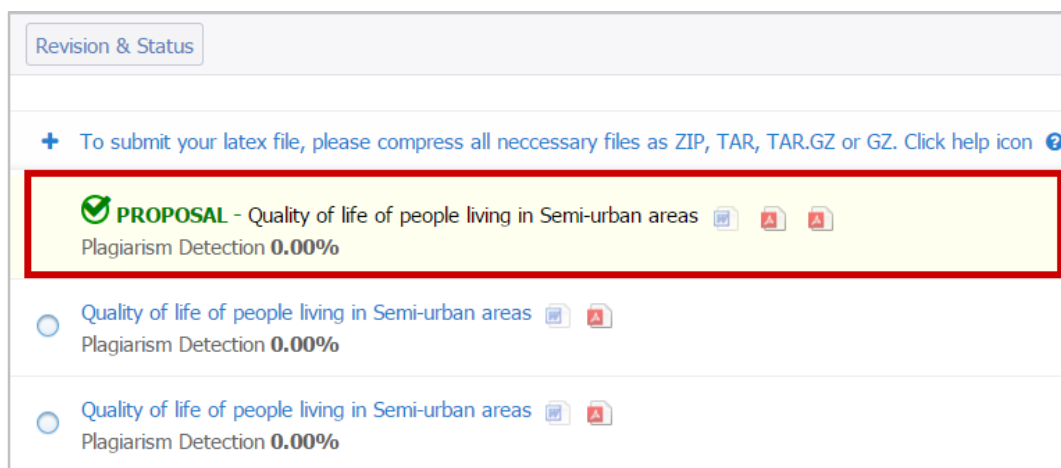 Revision & Status
To submit your latex file, please compress all neccessary files as ZIP, TAR, TAR.GZ or GZ. Click help icon ?
PROPOSAL - Quality of life of people living in Semi-urban areas
Plagiarism Detection 0.00%
Quality of life of people living in Semi-urban areas
Plagiarism Detection 0.00%
Quality of life of people living in Semi-urban areas
Plagiarism Detection 0.00%